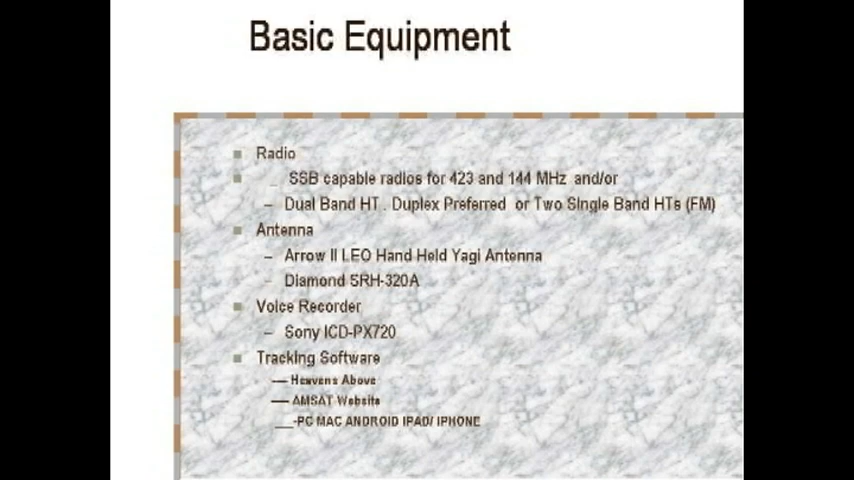 Basic Equipment
Radio
_ SSB capable radios for 423 and 144 MHz and/or
– Dual Band HT . Duplex Preferred or Two Single Band HTs (FM)
Antenna
– Arrow II LEO Hand Held Yagi Antenna
– Diamond SRH-320A
Voice Recorder
– Sony ICD-PX720
Tracking Software
— Heavens Above
— AMSAT Website
___-PC MAC ANDROID IPAD/ IPHONE